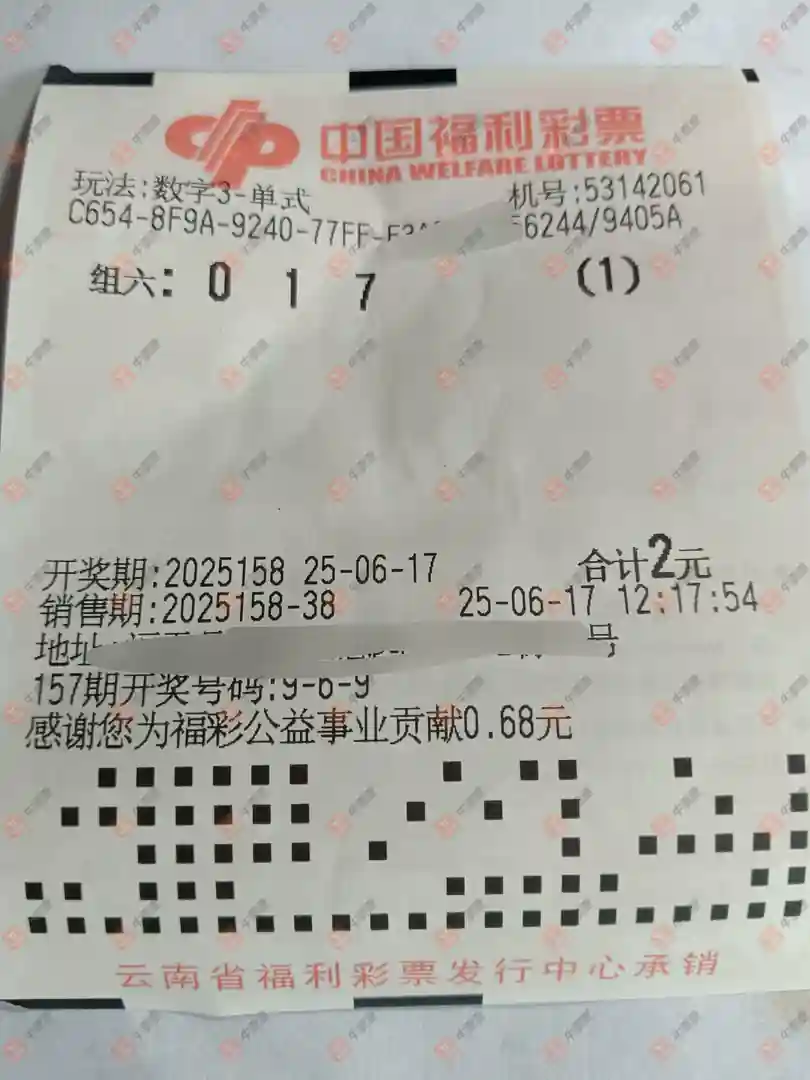 中国福利彩票
CHINA WELFARE LOTTERY
玩法:数字3-单式 机号:53142061
C654-8F9A-9240-77FF- 6244/9405A
组六: 0 1 7 (1)
开奖期:2025158 25-06-17 合计2元
销售期:2025158-38 25-06-17 12:17:54
地址: 号
157期开奖号码:9-6-9
感谢您为福彩公益事业贡献0.68元
云南省福利彩票发行中心承销